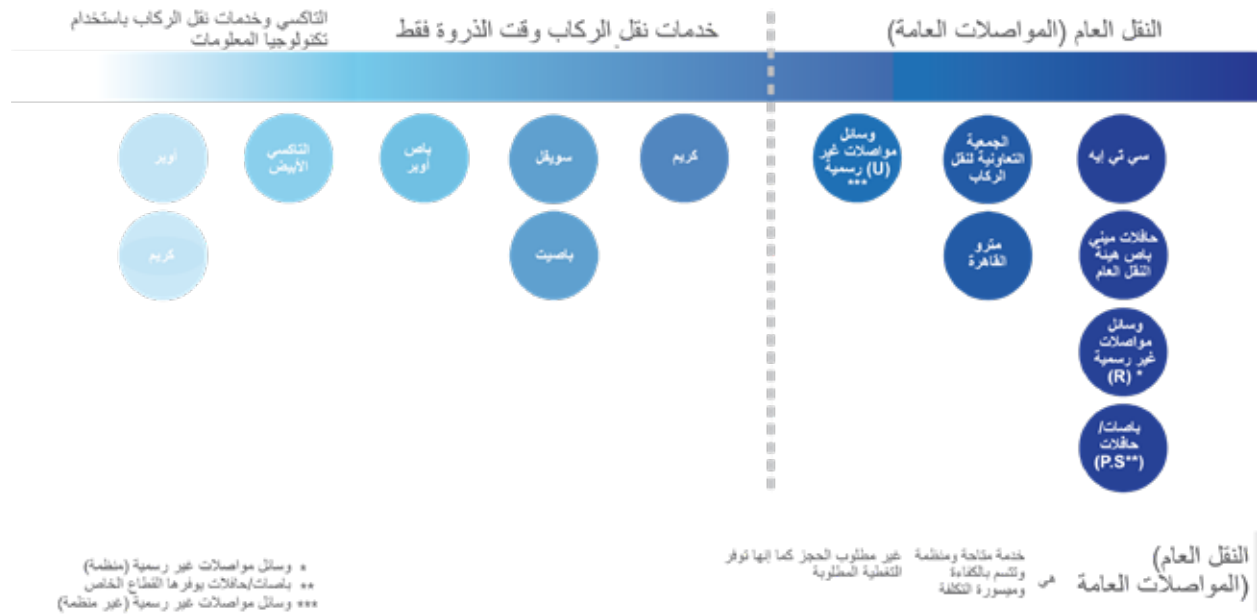 النقل العام (المواصلات العامة)
خدمات نقل الركاب وقت الذروة فقط
التاكسي وخدمات نقل الركاب باستخدام
تكنولوجيا المعلومات
سي تي إيه
الجمعية
التعاونية لنقل
الركاب
وسائل
مواصلات غير
رسمية (U)
***
كريم
سويفل
باص
أوبر
التاكسي
الأبيض
أوبر
حافلات ميني
باص هيئة
النقل العام
مترو
القاهرة
باصيت
كريم
وسائل
مواصلات
غير رسمية
(R) *
باصات/
حافلات
(P.S**)
النقل العام)
(المواصلات العامة
هي
خدمة متاحة ومنظمة
وتتسم بالكفاءة
وميسورة التكلفة
غير مطلوب الحجز كما إنها توفر
التغطية المطلوبة
* وسائل مواصلات غير رسمية (منظمة)
** باصات/حافلات يوفرها القطاع الخاص
*** وسائل مواصلات غير رسمية (غير منظمة)